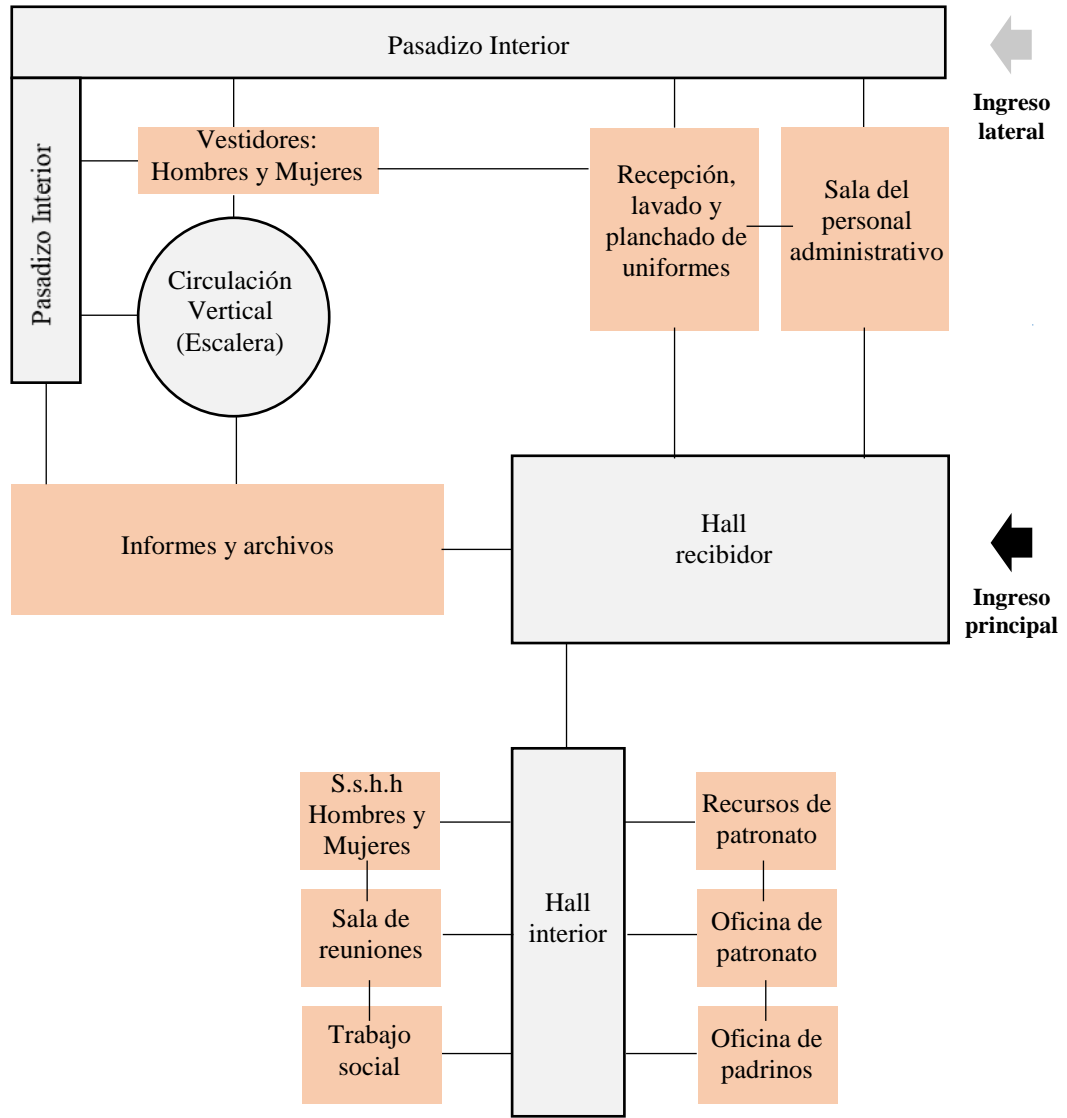 Pasadizo Interior
Ingreso
lateral
Pasadizo Interior
Vestidores:
Hombres y Mujeres
Recepción,
lavado y
planchado de
uniformes
Sala del
personal
administrativo
Circulación
Vertical
(Escalera)
Informes y archivos
Hall
recibidor
Ingreso
principal
S.s.h.h
Hombres y
Mujeres
Recursos de
patronato
Hall
interior
Sala de
reuniones
Oficina de
patronato
Trabajo
social
Oficina de
padrinos